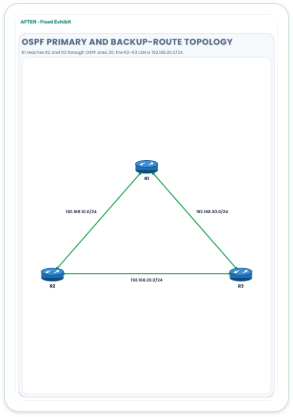 AFTER - Fixed Exhibit
OSPF PRIMARY AND BACKUP-ROUTE TOPOLOGY
R1 reaches R2 and R3 through OSPF area 20; the R2-R3 LAN is 192.168.20.0/24
R1
192.168.10.0/24
192.168.30.0/24
R2
192.168.20.0/24
R3